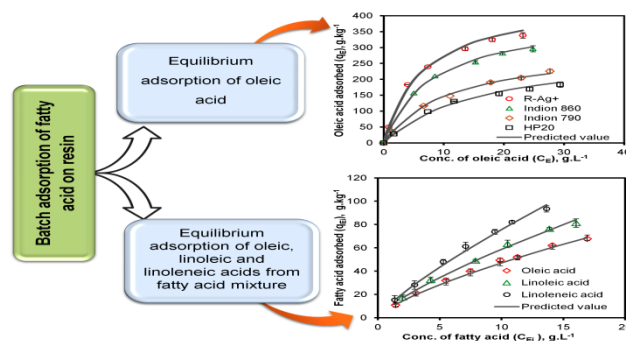 Batch adsorption of fatty
acid on resin
Equilibrium
adsorption of oleic
acid
Equilibrium
adsorption of oleic,
linoleic and
linoleneic acids from
fatty acid mixture
Oleic acid adsorbed (qE), g.kg-1
400
350
300
250
200
150
100
50
0
R-Ag+
Indion 860
Indion 790
HP20
Predicted value
0 10 20 30 40
Conc. of oleic acid (CE), g.L-1
Fatty acid adsorbed (qEi), g.kg-1
120
100
80
60
40
20
0
Oleic acid
Linoleic acid
Linoleneic acid
Predicted value
0 5 10 15 20
Conc. of fatty acid (CEi), g.L-1